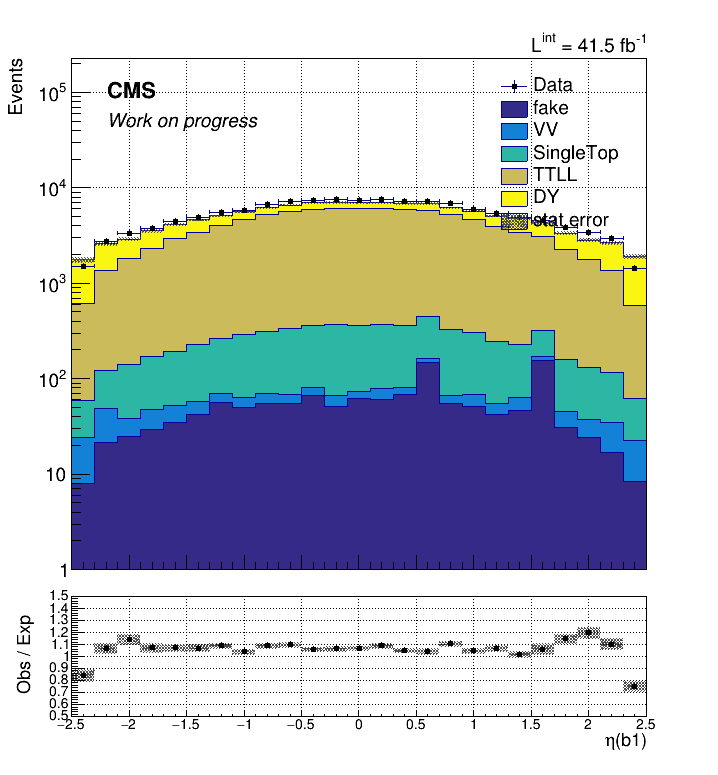 L^int = 41.5 fb^-1
Events
10^5
10^4
10^3
10^2
10
1
CMS
Work on progress
Data
fake
VV
SingleTop
TTLL
DY
stat.error
Obs / Exp
1.5
1.4
1.3
1.2
1.1
1
0.9
0.8
0.7
0.6
0.5
−2.5 −2 −1.5 −1 −0.5 0 0.5 1 1.5 2 2.5
η(b1)